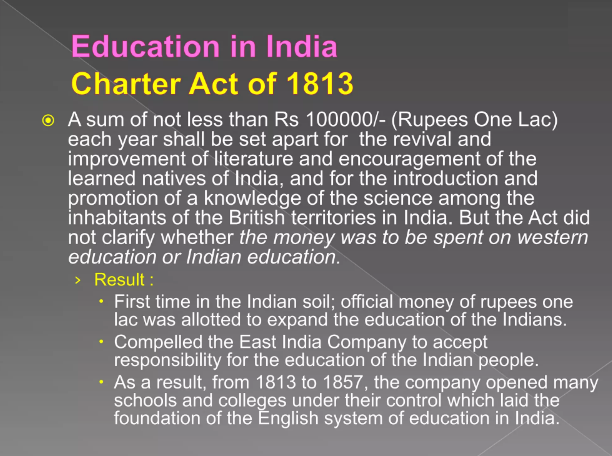 Education in India
Charter Act of 1813
A sum of not less than Rs 100000/- (Rupees One Lac)
each year shall be set apart for the revival and
improvement of literature and encouragement of the
learned natives of India, and for the introduction and
promotion of a knowledge of the science among the
inhabitants of the British territories in India. But the Act did
not clarify whether the money was to be spent on western
education or Indian education.
Result :
First time in the Indian soil; official money of rupees one
lac was allotted to expand the education of the Indians.
Compelled the East India Company to accept
responsibility for the education of the Indian people.
As a result, from 1813 to 1857, the company opened many
schools and colleges under their control which laid the
foundation of the English system of education in India.